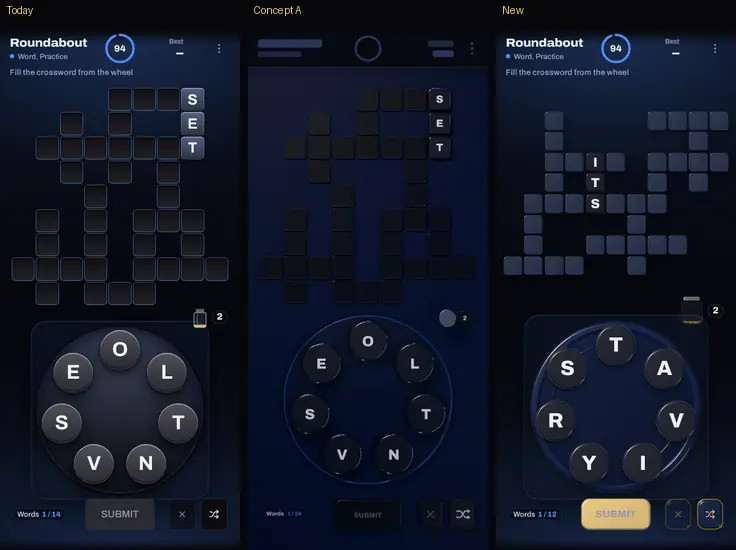 Today
Roundabout
94
Best
–
Word, Practice
Fill the crossword from the wheel
S
E
T
2
O
E
L
S
T
V
N
Words 1 / 14
SUBMIT
×
Concept A
S
E
T
2
O
E
L
S
T
V
N
Words 1 / 14
SUBMIT
×
New
Roundabout
94
Best
–
Word, Practice
Fill the crossword from the wheel
I
T
S
2
T
S
A
R
V
Y
I
Words 1 / 12
SUBMIT
×